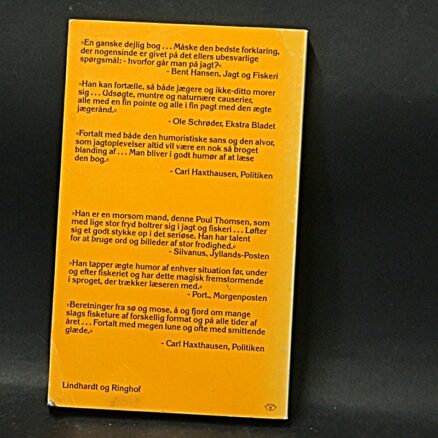 »En ganske dejlig bog ... Måske den bedste forklaring,
der nogensinde er givet på det ellers ubesvarlige
spørgsmål: - hvorfor går man på jagt?«
- Bent Hansen, Jagt og Fiskeri
»Han kan fortælle, så både jægere og ikke-ditto morer
sig ... Udsøgte, muntre og naturnære causerier,
alle med en fin pointe og alle i fin pagt med den ægte
jægerånd.«
- Ole Schrøder, Ekstra Bladet
»Fortalt med både den humoristiske sans og den alvor,
som jagtoplevelser altid vil være en nok så broget
blanding af ... Man bliver i godt humør af at læse
den bog.«
- Carl Haxthausen, Politiken
»Han er en morsom mand, denne Poul Thomsen, som
med lige stor fryd boltrer sig i jagt og fiskeri ... Løfter
sig et godt stykke op i det seriøse. Han har talent
for at bruge ord og billeder af stor frodighed.«
- Silvanus, Jyllands-Posten
»Han tapper ægte humor af enhver situation før, under
og efter fiskeriet og har dette magisk fremstormende
i sproget, der trækker læseren med.«
- Port., Morgenposten
»Beretninger fra sø og mose, å og fjord om mange
slags fisketure af forskellig format og på alle tider af
året ... Fortalt med megen lune og ofte med smittende
glæde.«
- Carl Haxthausen, Politiken
Lindhardt og Ringhof